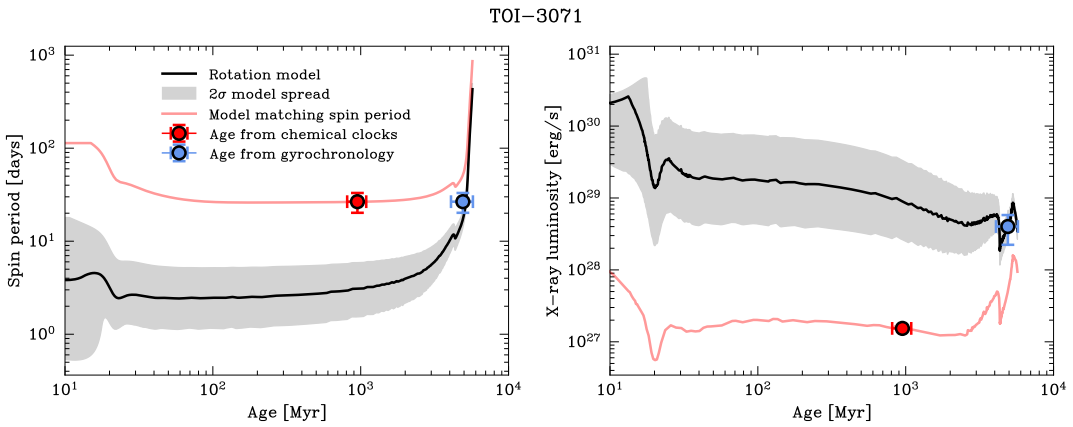 TOI−3071
10³
10²
10¹
10⁰
Spin period [days]
Rotation model
2σ model spread
Model matching spin period
Age from chemical clocks
Age from gyrochronology
10¹
10²
10³
10⁴
Age [Myr]
10³¹
10³⁰
10²⁹
10²⁸
10²⁷
X−ray luminosity [erg/s]
10¹
10²
10³
10⁴
Age [Myr]